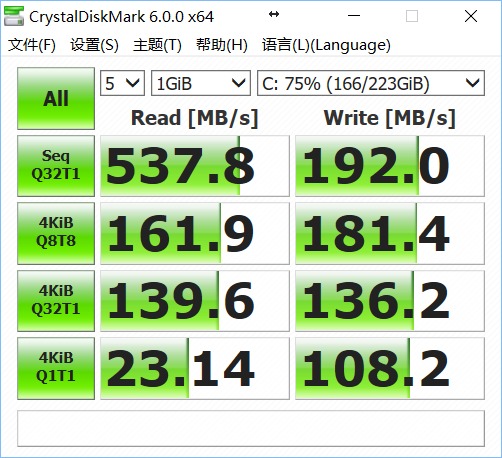 CrystalDiskMark 6.0.0 x64
文件(F) 设置(S) 主题(T) 帮助(H) 语言(L)(Language)
All 5 1GiB C: 75% (166/223GiB)
Read [MB/s] Write [MB/s]
Seq
Q32T1 537.8 192.0
4KiB
Q8T8 161.9 181.4
4KiB
Q32T1 139.6 136.2
4KiB
Q1T1 23.14 108.2